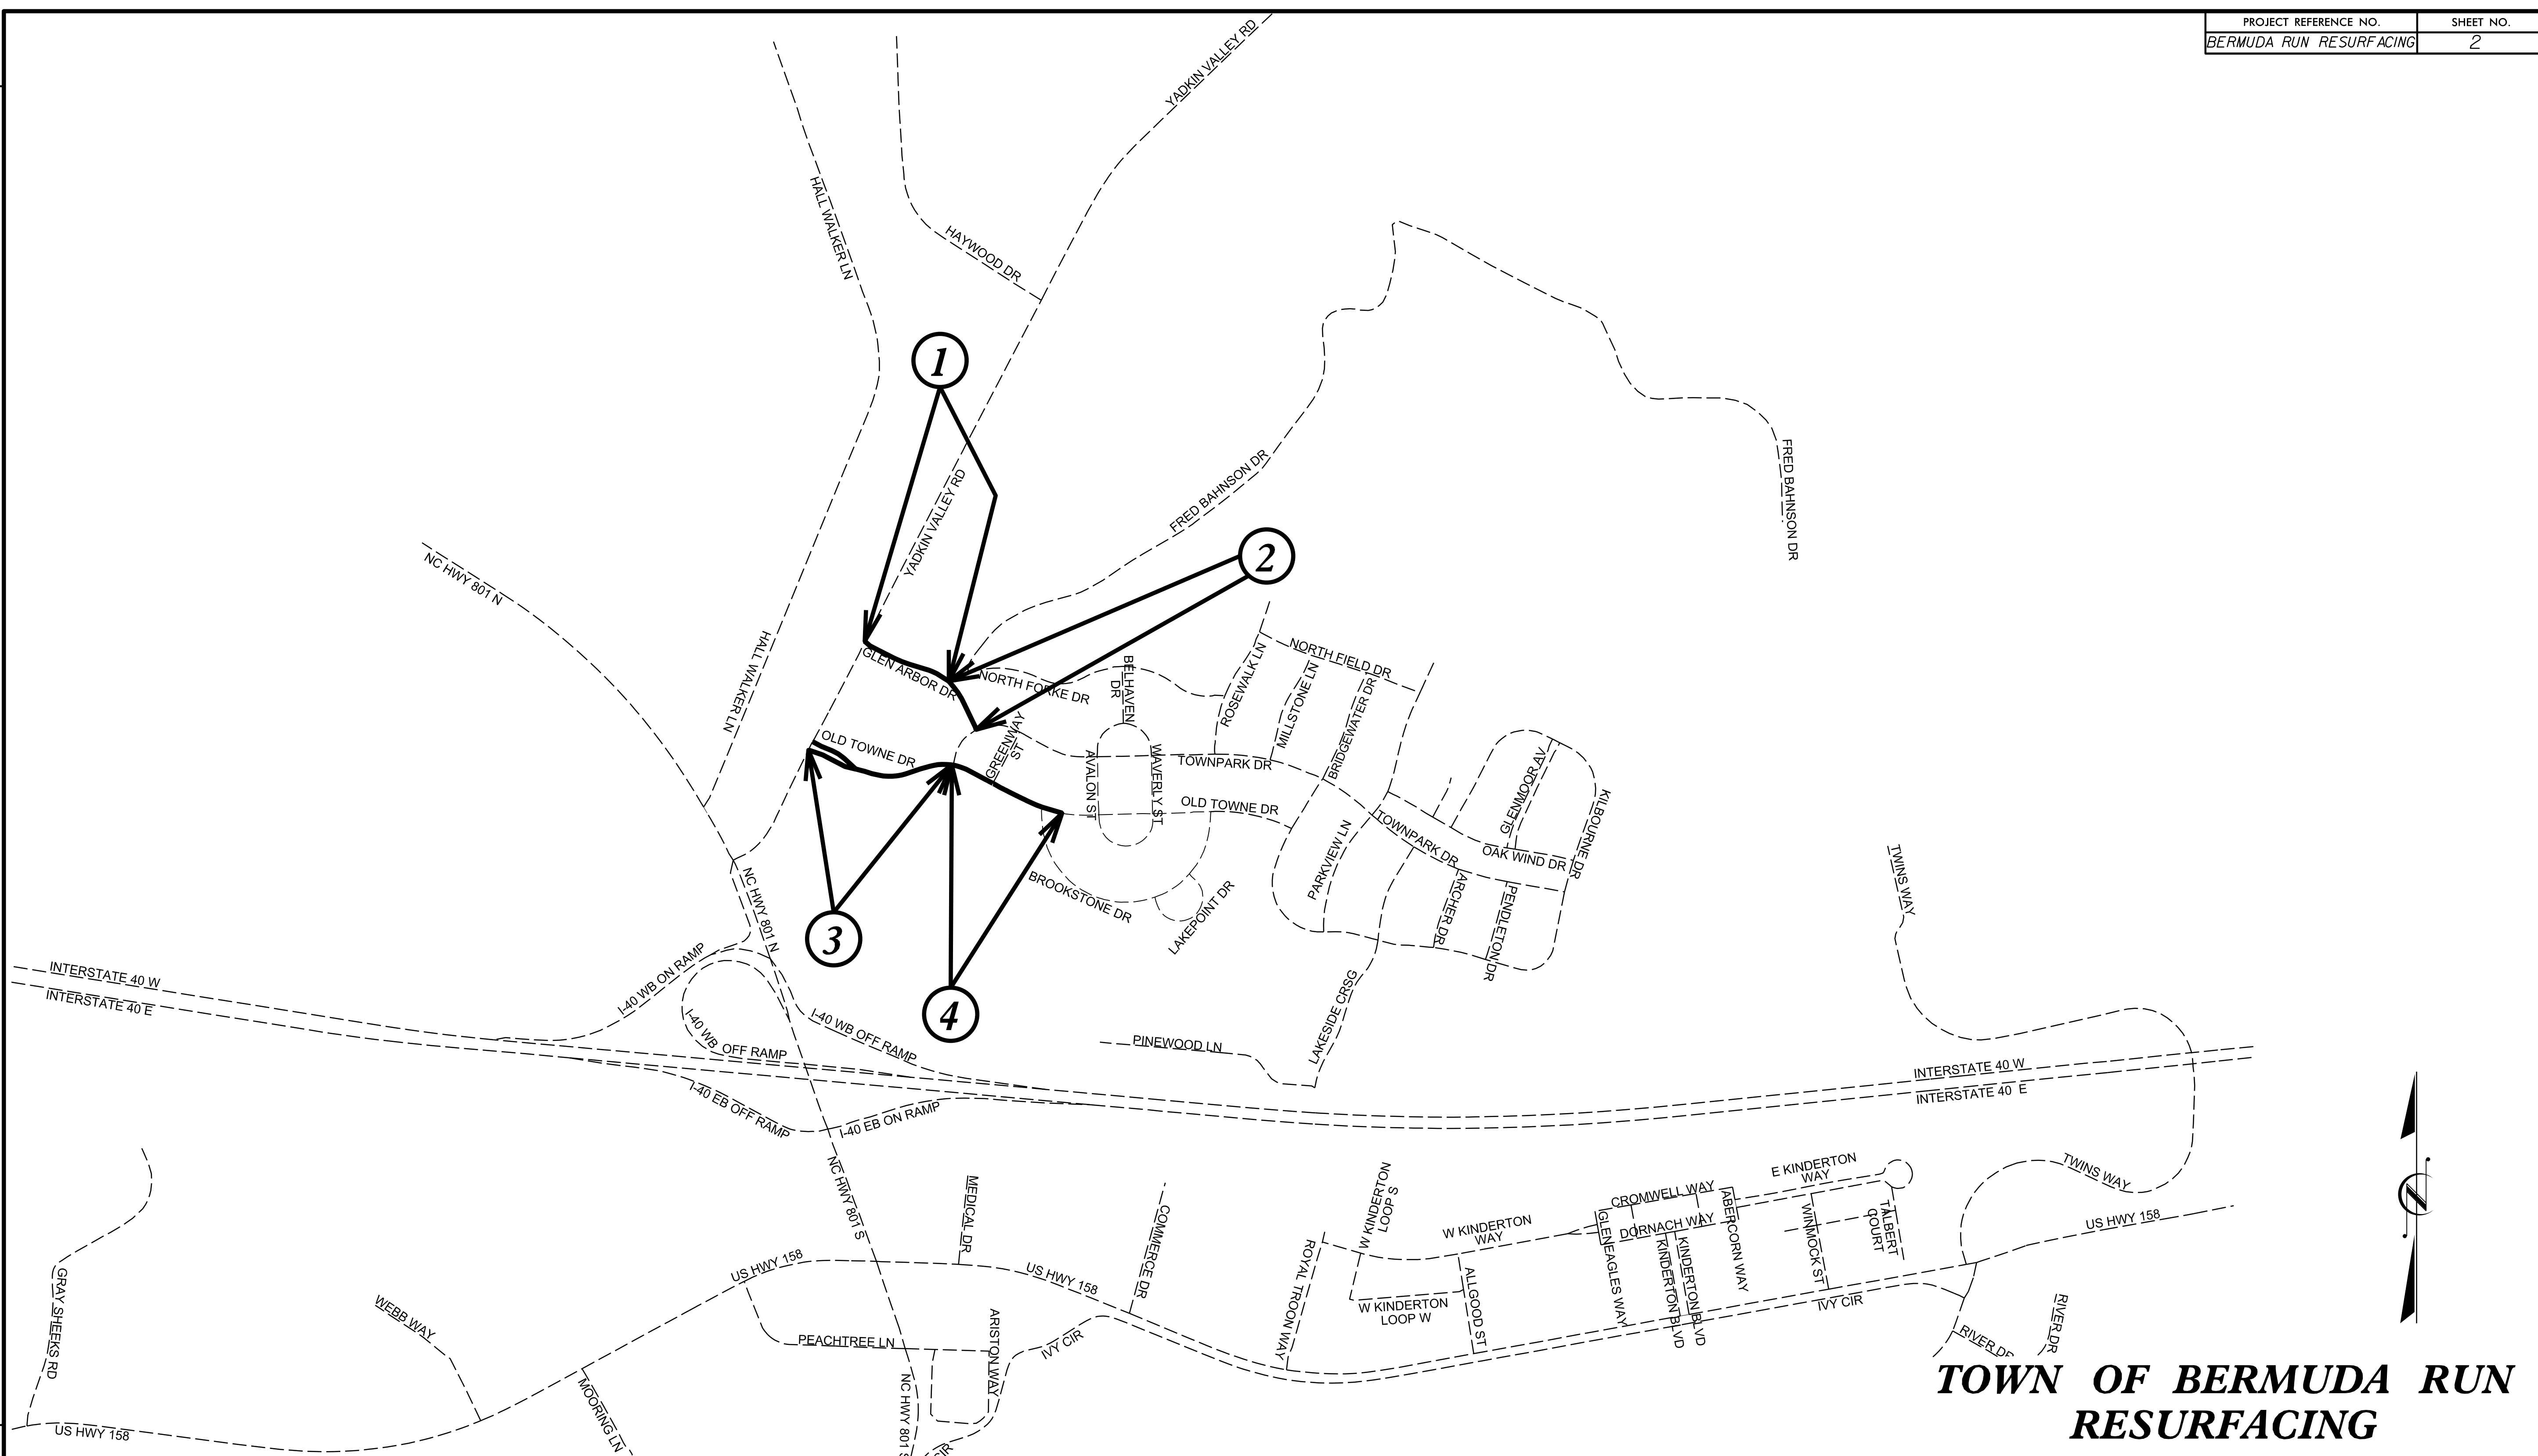 PROJECT REFERENCE NO.
SHEET NO.
BERMUDA RUN RESURFACING
2
YADKIN VALLEY RD
HALL WALKER LN
HAYWOOD DR
1
FRED BAHNSON DR
FRED BAHNSON DR
YADKIN VALLEY RD
2
NC HWY 801 N
HALL WALKER LN
GLEN ARBOR DR
NORTH FORKE DR
BELHAVEN
DR
ROSEWALK LN
NORTH FIELD DR
MILLSTONE LN
BRIDGEWATER DR
OLD TOWNE DR
GREENWAY
ST
AVALON ST
WAVERLY ST
TOWNPARK DR
OLD TOWNE DR
GLENMOOR AV
KILBOURNE DR
PARKVIEW LN
TOWNPARK DR
OAK WIND DR
ARCHER DR
PENDLETON DR
BROOKSTONE DR
LAKEPOINT DR
TWINS WAY
NC HWY 801 N
3
4
INTERSTATE 40 W
INTERSTATE 40 E
I-40 WB ON RAMP
I-40 WB
OFF RAMP
I-40 WB OFF RAMP
LAKESIDE CRSG
PINEWOOD LN
I-40 EB OFF RAMP
I-40 EB ON RAMP
INTERSTATE 40 W
INTERSTATE 40 E
NC HWY 801 S
MEDICAL DR
COMMERCE DR
W KINDERTON
LOOP S
E KINDERTON
WAY
TWINS WAY
CROMWELL WAY
ABERCORN WAY
W KINDERTON
WAY
GLENEAGLES WAY
DORNACH WAY
WINMOCK ST
TALBERT
COURT
US HWY 158
US HWY 158
US HWY 158
ROYAL TROON WAY
ALLGOOD ST
KINDERTON BLVD
KINDERTON BLVD
GRAY SHEEKS RD
WEBB WAY
PEACHTREE LN
ARISTON WAY
IVY CIR
W KINDERTON
LOOP W
IVY CIR
RIVER DR
RIVER DR
N
MOORING LN
NC HWY 801 S
US HWY 158
CIR
TOWN OF BERMUDA RUN
RESURFACING